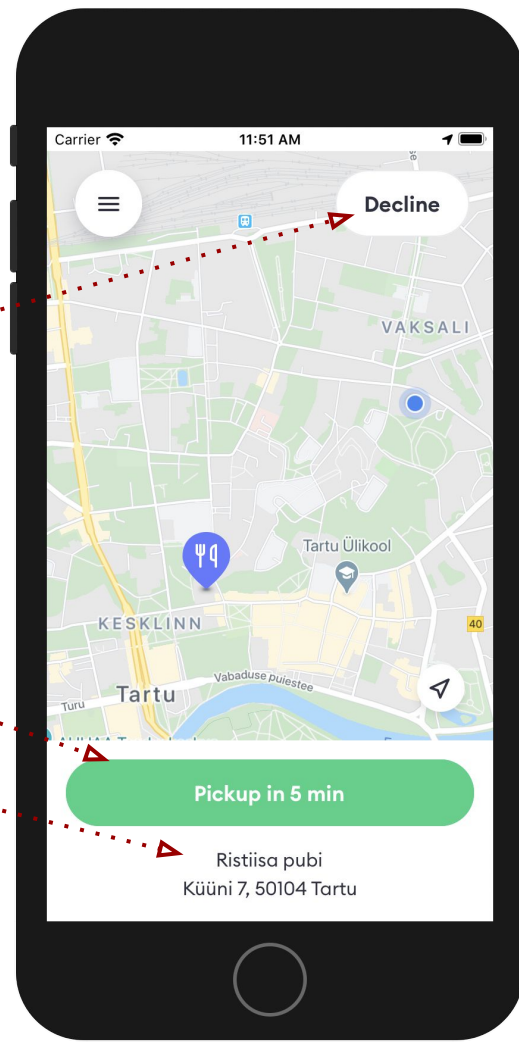 Carrier
11:51 AM
Decline
VAKSALI
Tartu Ülikool
KESKLINN
40
Vabaduse puiestee
Tartu
Turu
Pickup in 5 min
Ristiisa pubi
Küüni 7, 50104 Tartu